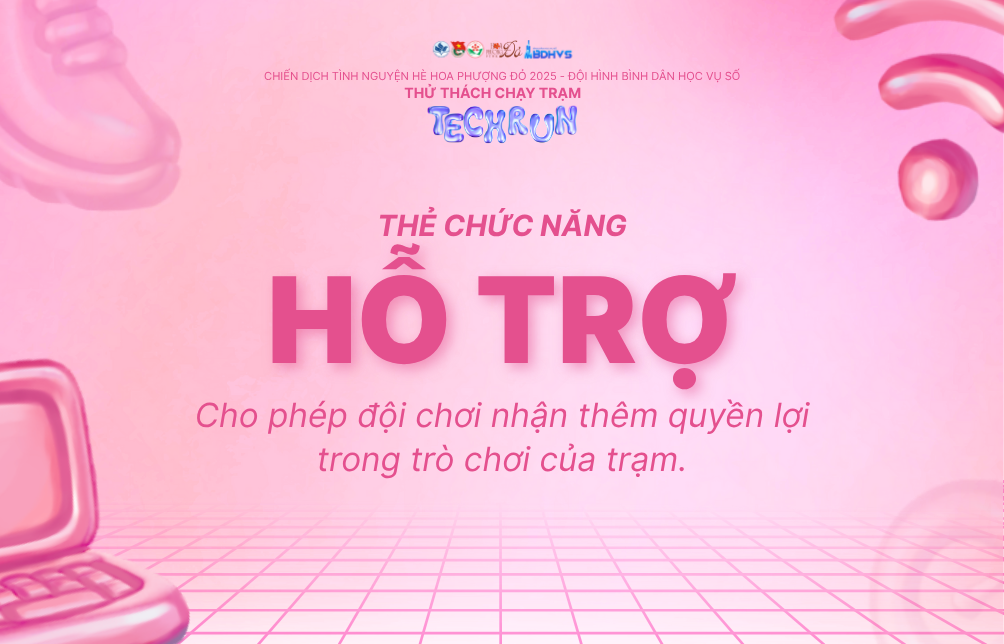 BDHVS
CHIẾN DỊCH TÌNH NGUYỆN HÈ HOA PHƯỢNG ĐỎ 2025 - ĐỘI HÌNH BÌNH DÂN HỌC VỤ SỐ
THỬ THÁCH CHẠY TRẠM
TECHRUN
THẺ CHỨC NĂNG
HỖ TRỢ
Cho phép đội chơi nhận thêm quyền lợi
trong trò chơi của trạm.